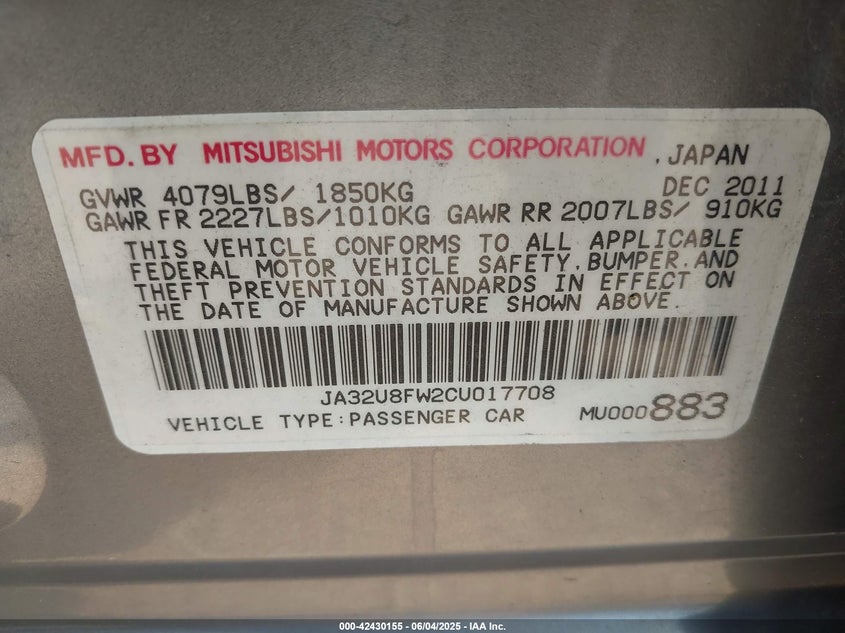 MFD. BY MITSUBISHI MOTORS CORPORATION , JAPAN
GVWR 4079LBS/ 1850KG DEC 2011
GAWR FR 2227LBS/1010KG GAWR RR 2007LBS/ 910KG
THIS VEHICLE CONFORMS TO ALL APPLICABLE
FEDERAL MOTOR VEHICLE SAFETY, BUMPER, AND
THEFT PREVENTION STANDARDS IN EFFECT ON
THE DATE OF MANUFACTURE SHOWN ABOVE.
JA32U8FW2CU017708
VEHICLE TYPE:PASSENGER CAR MU000883
000-42430155 - 06/04/2025 - IAA Inc.